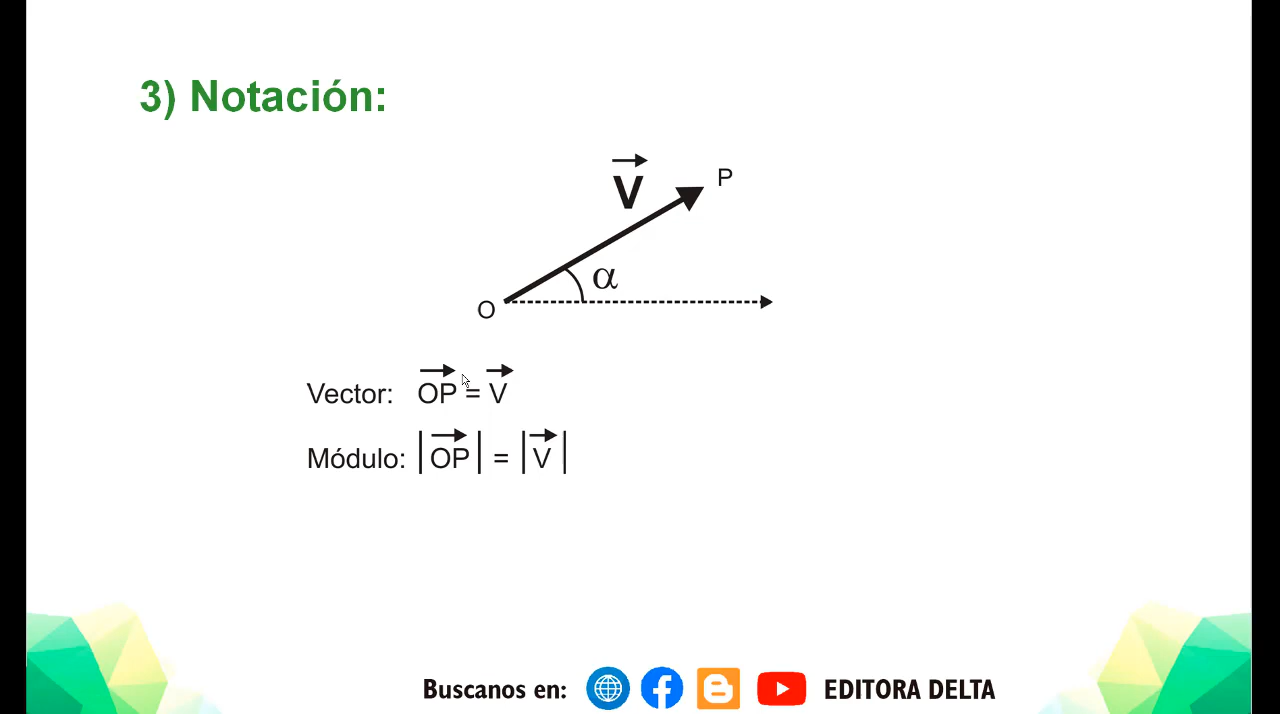 3) Notación:
V
P
α
O
Vector: OP = V
Módulo: |OP| = |V|
Buscanos en: EDITORA DELTA